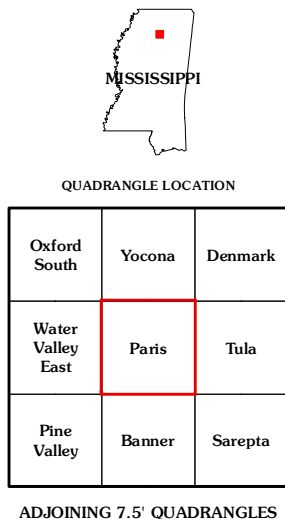 MISSISSIPPI
QUADRANGLE LOCATION
Oxford
South
Yocona
Denmark
Water
Valley
East
Paris
Tula
Pine
Valley
Banner
Sarepta
ADJOINING 7.5' QUADRANGLES